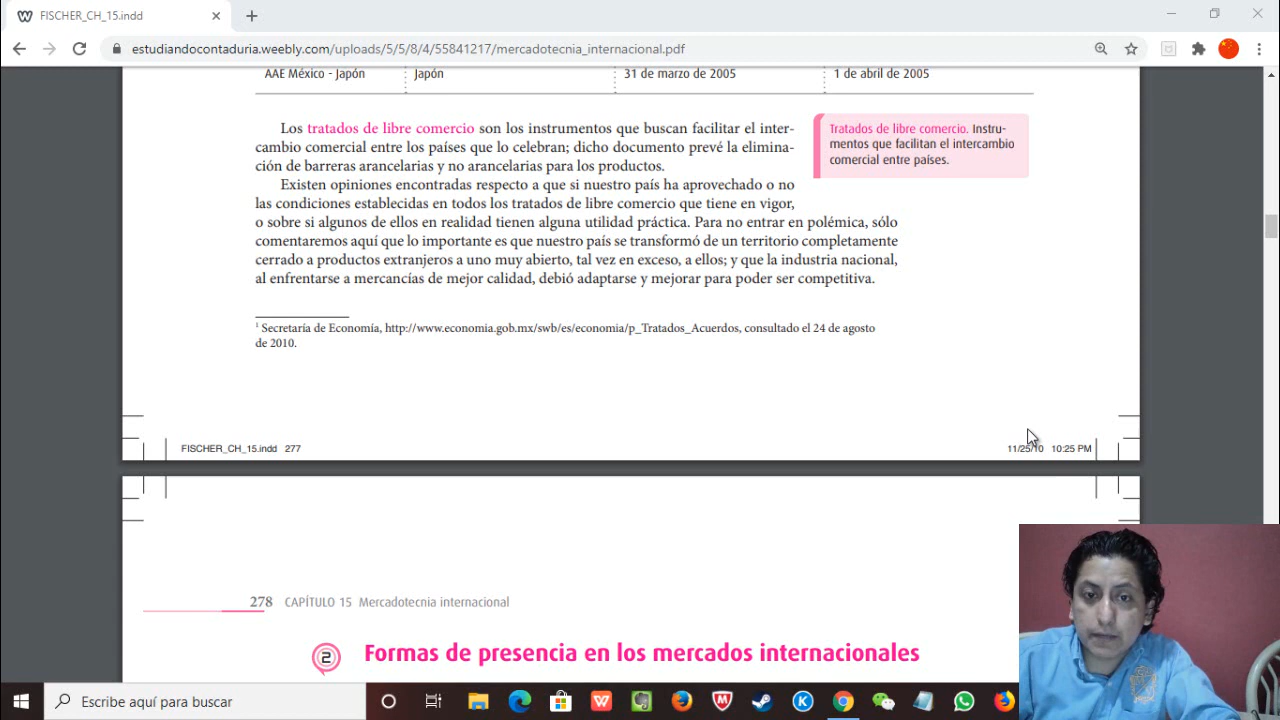 FISCHER_CH_15.indd
estudiandocontaduria.weebly.com/uploads/5/5/8/4/55841217/mercadotecnia_internacional.pdf
AAE México - Japón Japón 31 de marzo de 2005 1 de abril de 2005
Los tratados de libre comercio son los instrumentos que buscan facilitar el inter-
cambio comercial entre los países que lo celebran; dicho documento prevé la elimina-
ción de barreras arancelarias y no arancelarias para los productos.
Tratados de libre comercio. Instru-
mentos que facilitan el intercambio
comercial entre países.
Existen opiniones encontradas respecto a que si nuestro país ha aprovechado o no
las condiciones establecidas en todos los tratados de libre comercio que tiene en vigor,
o sobre si algunos de ellos en realidad tienen alguna utilidad práctica. Para no entrar en polémica, sólo
comentaremos aquí que lo importante es que nuestro país se transformó de un territorio completamente
cerrado a productos extranjeros a uno muy abierto, tal vez en exceso, a ellos; y que la industria nacional,
al enfrentarse a mercancías de mejor calidad, debió adaptarse y mejorar para poder ser competitiva.
1 Secretaría de Economía, http://www.economia.gob.mx/swb/es/economia/p_Tratados_Acuerdos, consultado el 24 de agosto
de 2010.
FISCHER_CH_15.indd 277 11/25/10 10:25 PM
278 CAPÍTULO 15 Mercadotecnia internacional
2 Formas de presencia en los mercados internacionales
Escribe aquí para buscar